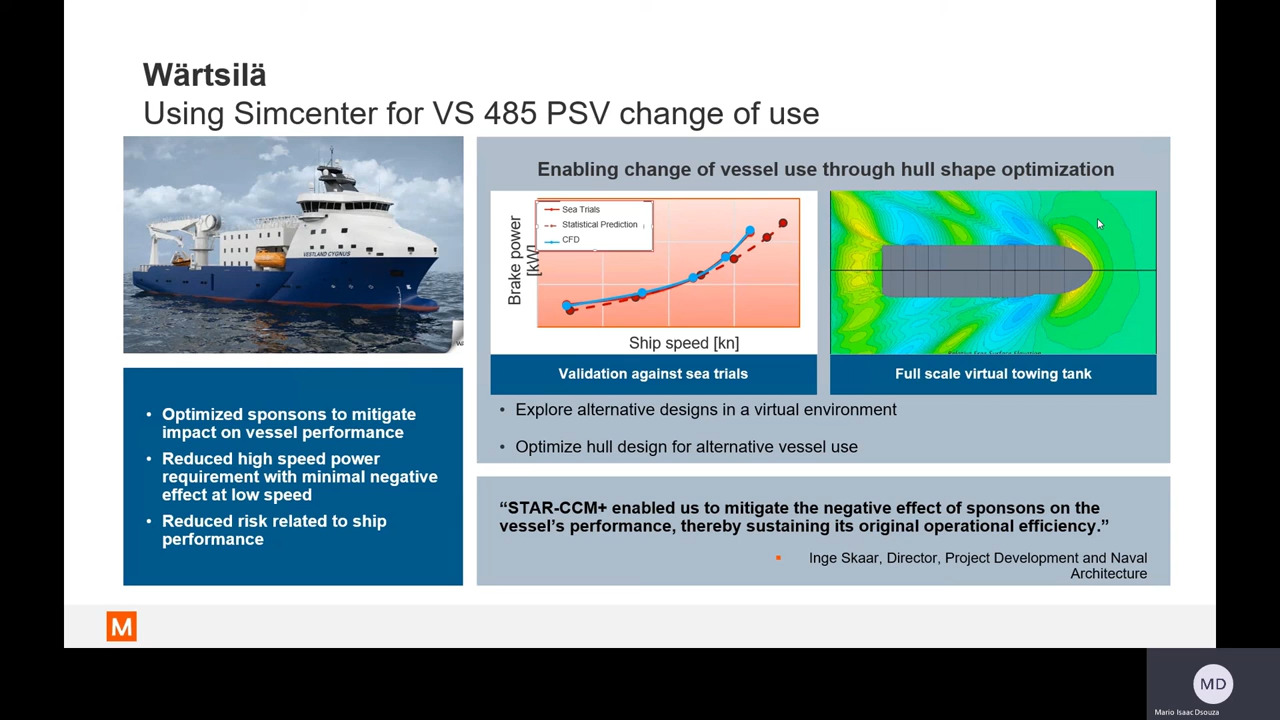 Wärtsilä
Using Simcenter for VS 485 PSV change of use
VESTLAND CYGNUS
• Optimized sponsons to mitigate
impact on vessel performance
• Reduced high speed power
requirement with minimal negative
effect at low speed
• Reduced risk related to ship
performance
Enabling change of vessel use through hull shape optimization
Sea Trials
Statistical Prediction
CFD
Brake power
[kW]
Ship speed [kn]
Validation against sea trials
Full scale virtual towing tank
• Explore alternative designs in a virtual environment
• Optimize hull design for alternative vessel use
“STAR-CCM+ enabled us to mitigate the negative effect of sponsons on the
vessel’s performance, thereby sustaining its original operational efficiency.”
Inge Skaar, Director, Project Development and Naval
Architecture
M
MD
Mario Isaac Dsouza